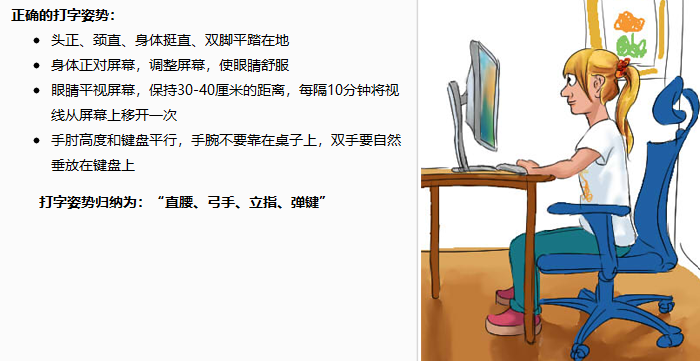 正确的打字姿势：
头正、颈直、身体挺直、双脚平踏在地
身体正对屏幕，调整屏幕，使眼睛舒服
眼睛平视屏幕，保持30-40厘米的距离，每隔10分钟将视
线从屏幕上移开一次
手肘高度和键盘平行，手腕不要靠在桌子上，双手要自然
垂放在键盘上
打字姿势归纳为：“直腰、弓手、立指、弹键”